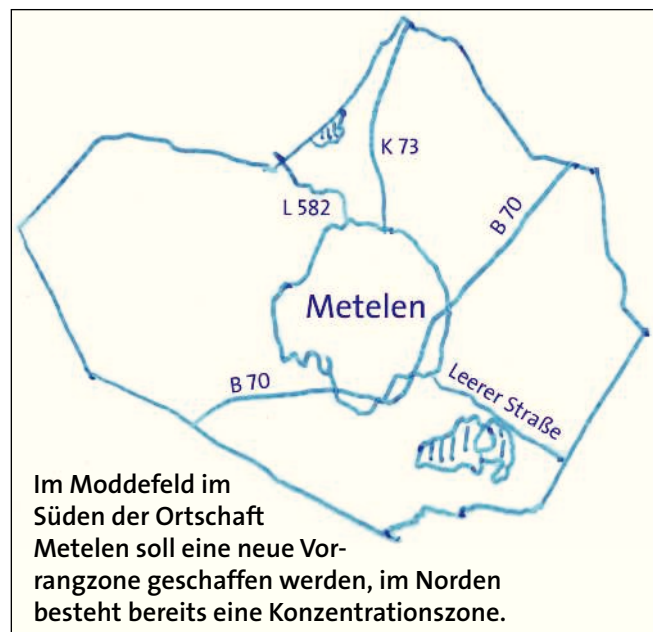 K 73
L 582
B 70
Metelen
B 70
Leerer Straße
Im Moddefeld im
Süden der Ortschaft
Metelen soll eine neue Vor-
rangzone geschaffen werden, im Norden
besteht bereits eine Konzentrationszone.